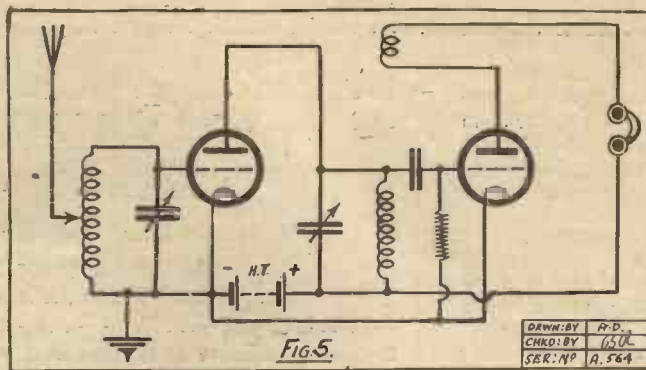 - H.T. +
FIG. 5.
DRWN: BY A.D.
CHKD: BY
SER: Nº A. 564